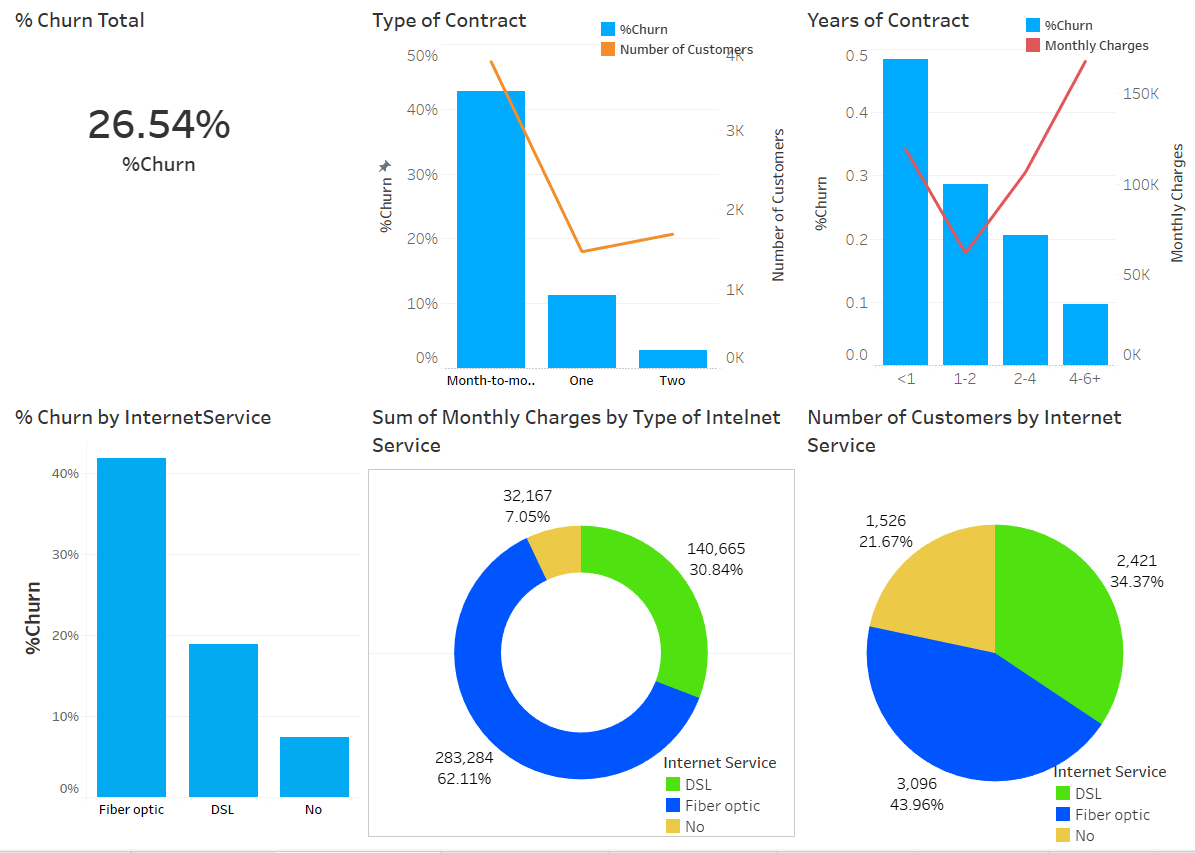 % Churn Total
26.54%
%Churn
Type of Contract
%Churn
Number of Customers
50%
40%
30%
20%
10%
0%
%Churn
4K
3K
2K
1K
0K
Number of Customers
Month-to-mo..
One
Two
Years of Contract
%Churn
Monthly Charges
0.5
0.4
0.3
0.2
0.1
0.0
%Churn
150K
100K
50K
0K
Monthly Charges
<1
1-2
2-4
4-6+
% Churn by InternetService
40%
30%
20%
10%
0%
%Churn
Fiber optic
DSL
No
Sum of Monthly Charges by Type of Intelnet
Service
32,167
7.05%
140,665
30.84%
283,284
62.11%
Internet Service
DSL
Fiber optic
No
Number of Customers by Internet
Service
1,526
21.67%
2,421
34.37%
3,096
43.96%
Internet Service
DSL
Fiber optic
No